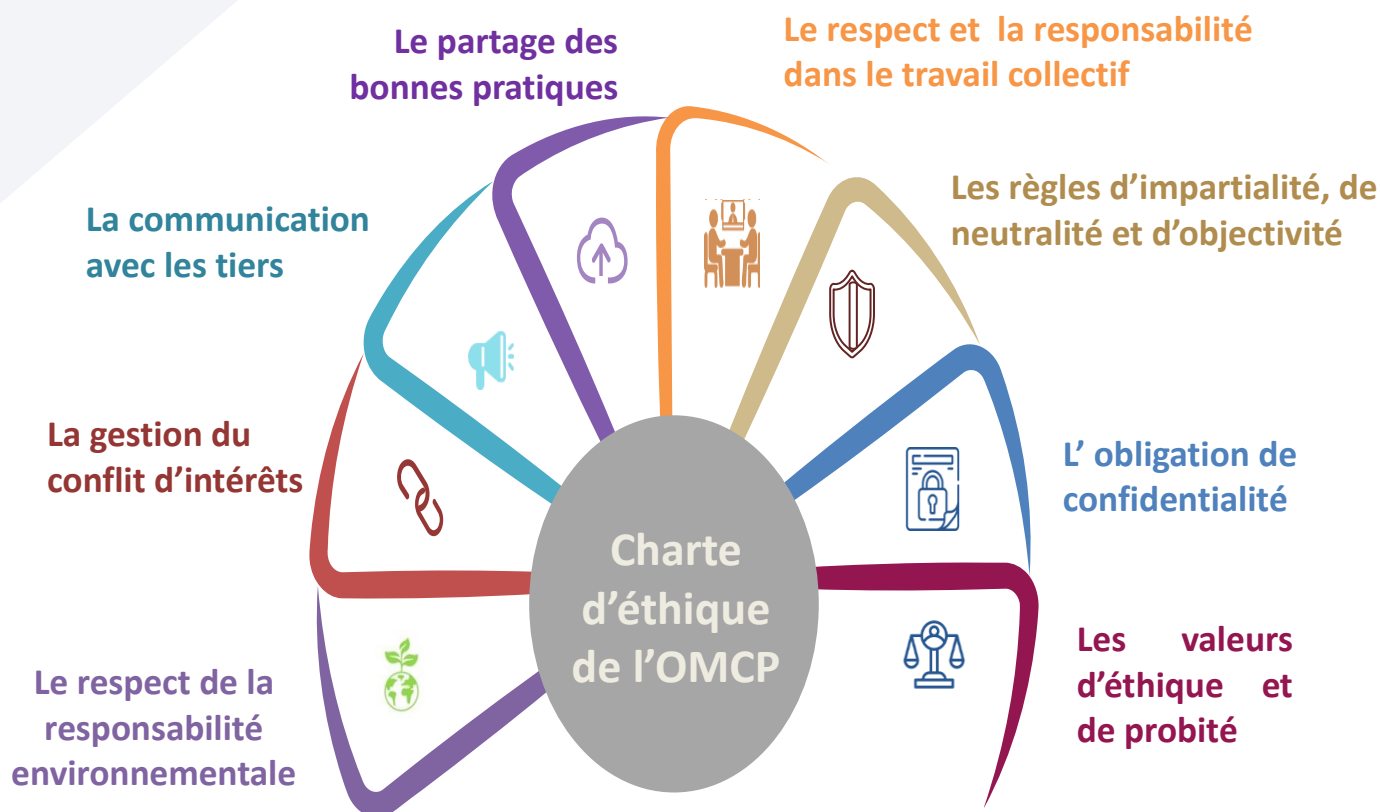 Le partage des
bonnes pratiques
Le respect et  la responsabilité
dans le travail collectif
La communication
avec les tiers
Les règles d’impartialité, de
neutralité et d’objectivité
La gestion du
conflit d’intérêts
L’ obligation de
confidentialité
Charte
d’éthique
de l’OMCP
Le respect de la
responsabilité
environnementale
Les valeurs
d’éthique et
de probité